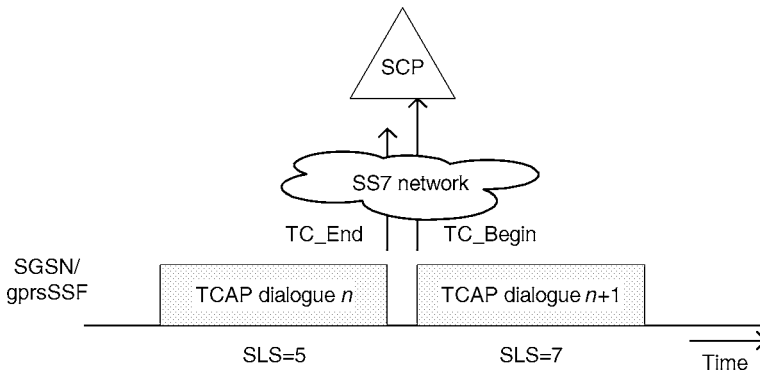 SCP
SS7 network
TC_End
TC_Begin
SGSN/
gprsSSF
TCAP dialogue n
TCAP dialogue n+1
SLS=5
SLS=7
Time